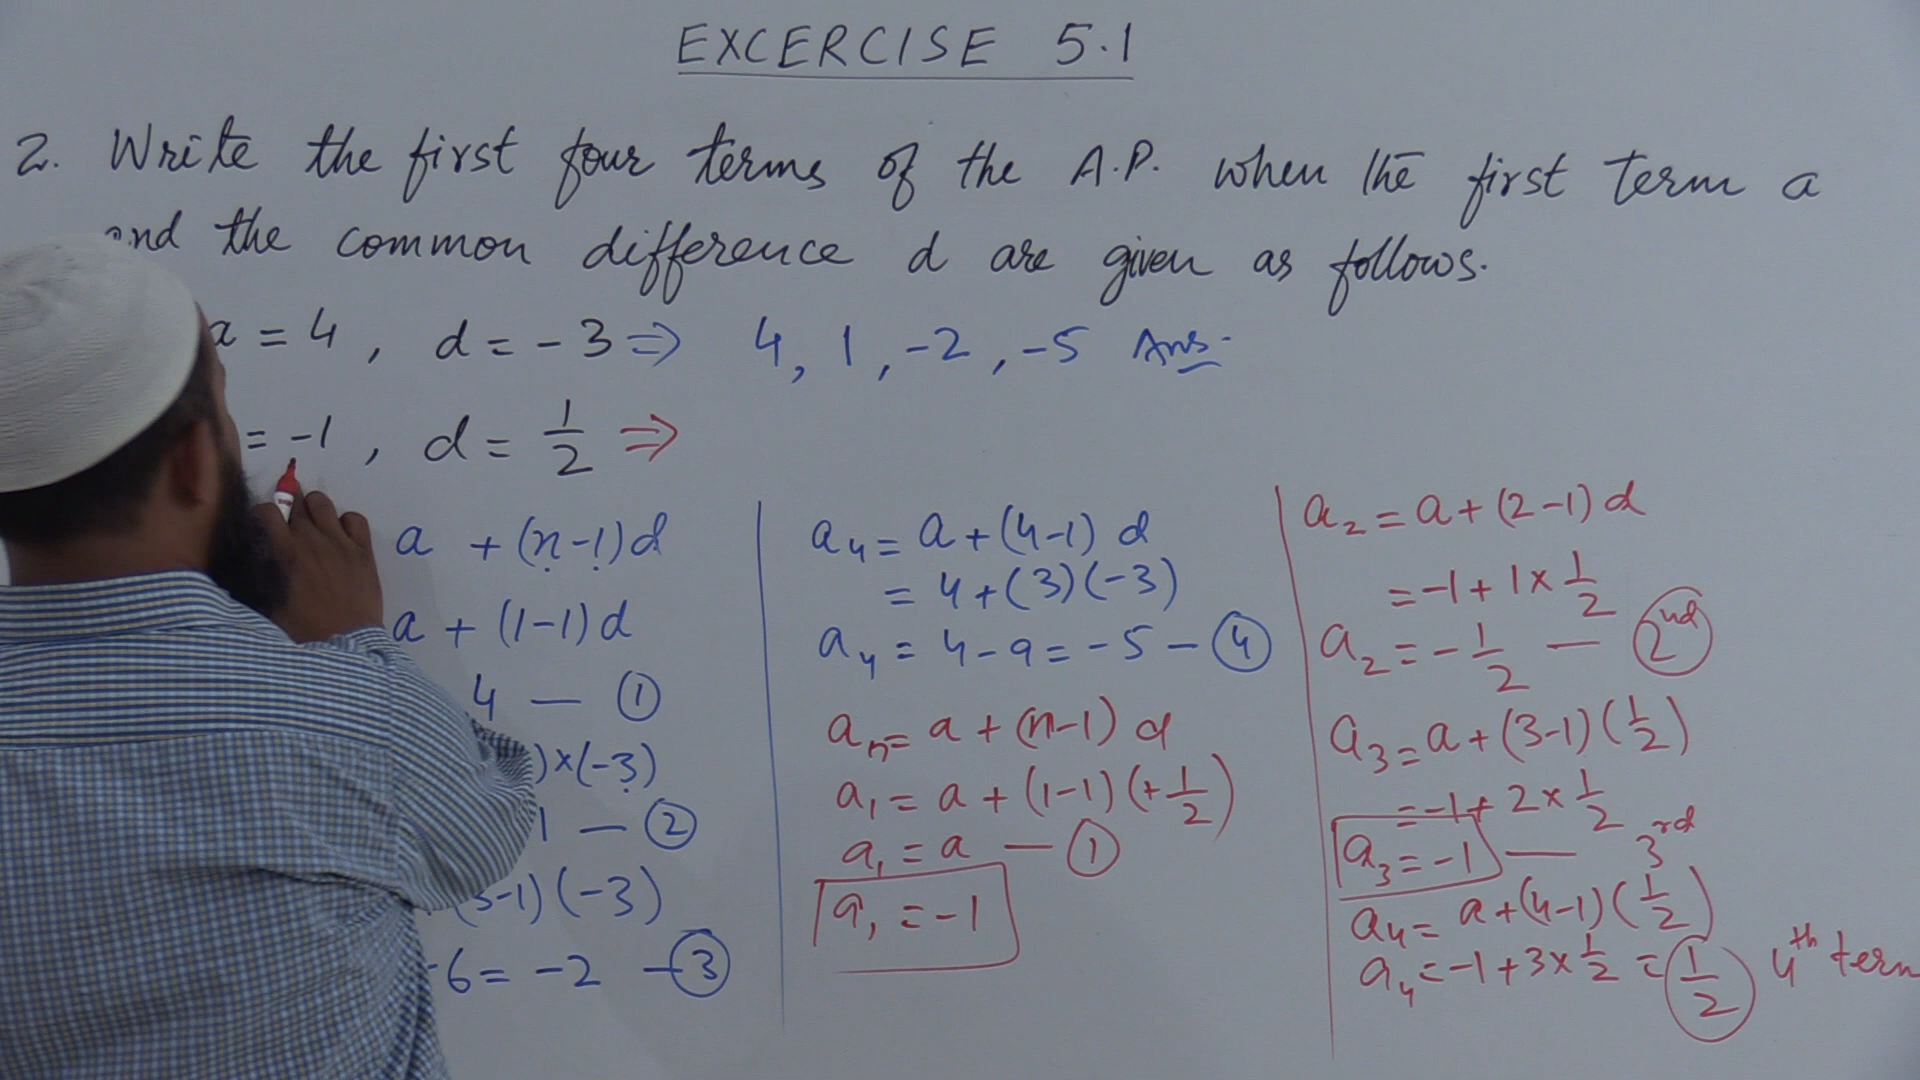 EXCERCISE 5.1
2. Write the first four terms of the A.P. when the first term a
and the common difference d are given as follows.
a = 4, d = -3 ⇒ 4, 1, -2, -5 Ans.
= -1, d = 1/2 ⇒
a + (n-1)d
a + (1-1)d
4 — ①
)×(-3)
1 — ②
(3-1)(-3)
-6 = -2 — ③
a₄ = a + (4-1) d
= 4 + (3)(-3)
a₄ = 4 - 9 = -5 — ④
aₙ = a + (n-1) d
a₁ = a + (1-1)(+1/2)
a₁ = a — ①
a₁ = -1
a₂ = a + (2-1) d
= -1 + 1 × 1/2
a₂ = -1/2 — 2nd
a₃ = a + (3-1)(1/2)
= -1 + 2 × 1/2
a₃ = -1 — 3rd
a₄ = a + (4-1)(1/2)
a₄ = -1 + 3 × 1/2 = 1/2 4th term